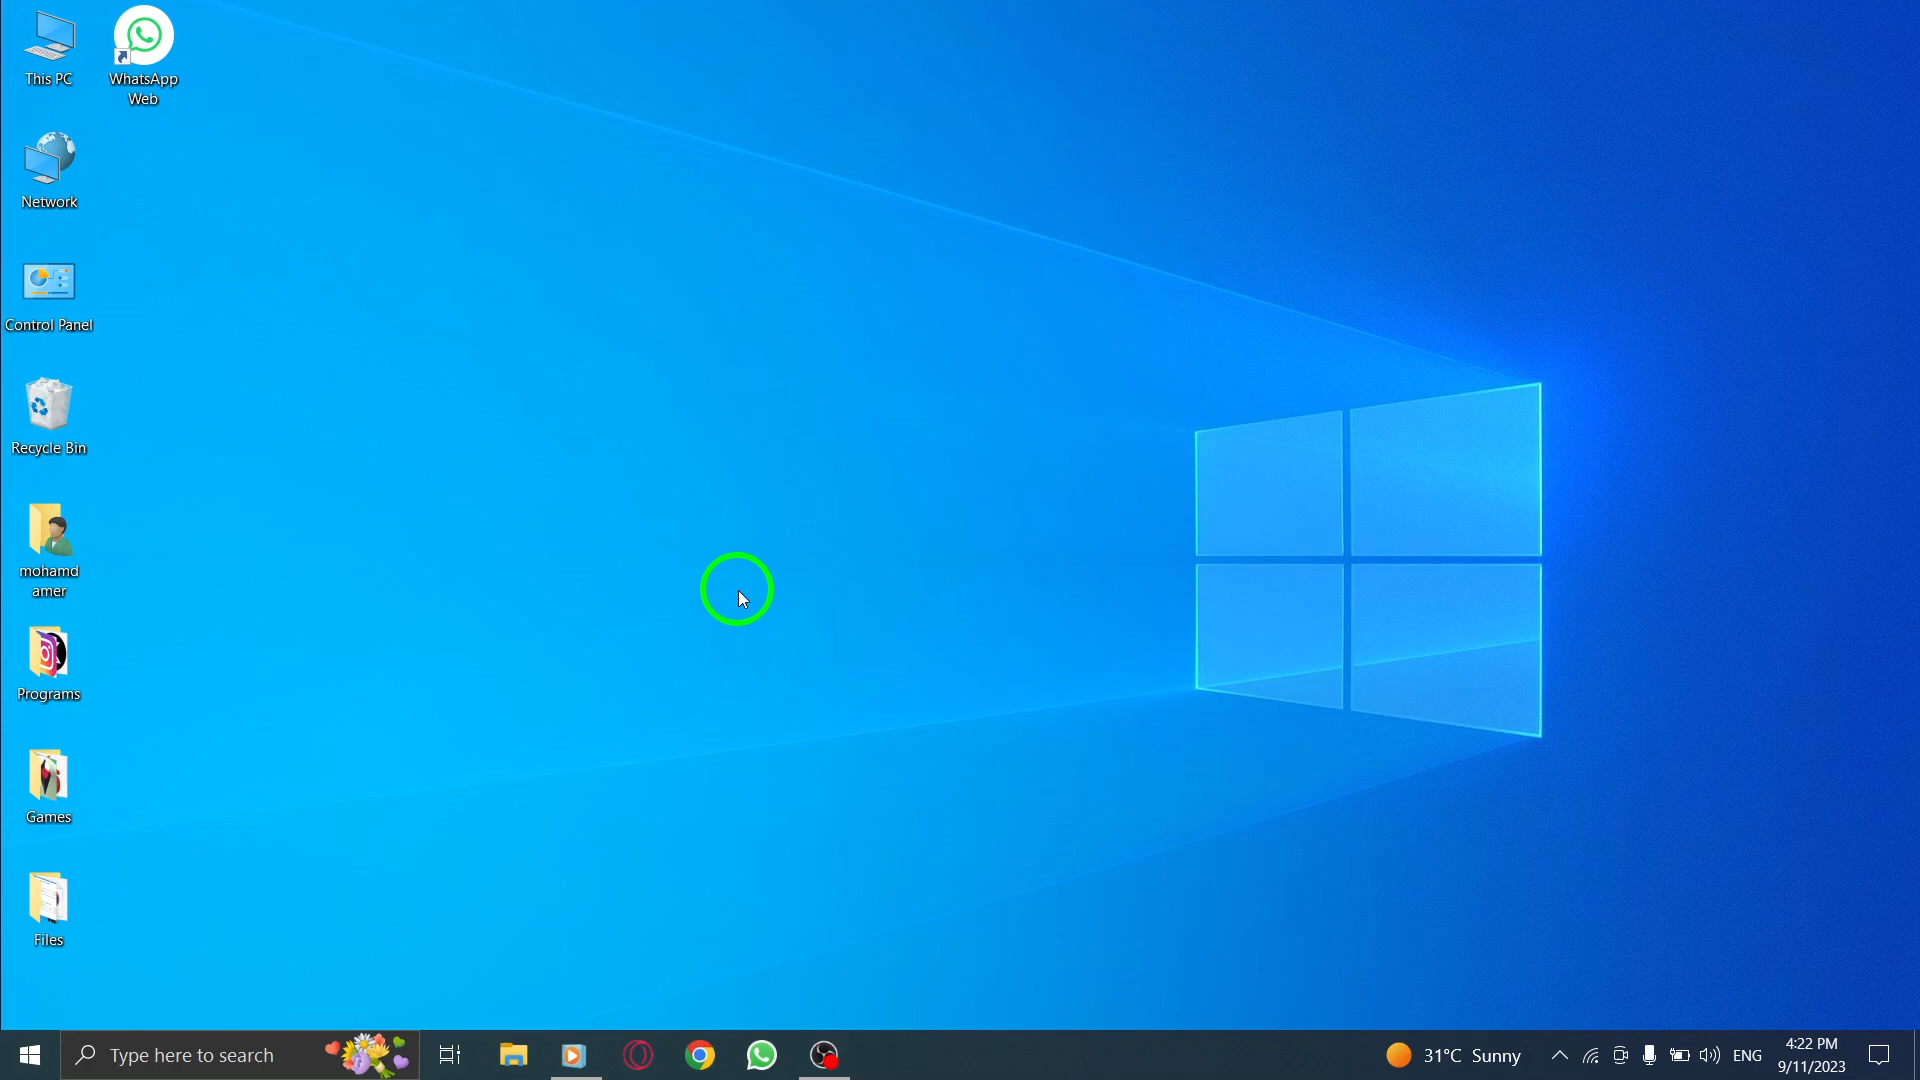 This PC
WhatsApp
Web
Network
Control Panel
Recycle Bin
mohamd
amer
Programs
Games
Files
Type here to search
31°C Sunny
ENG
4:22 PM
9/11/2023